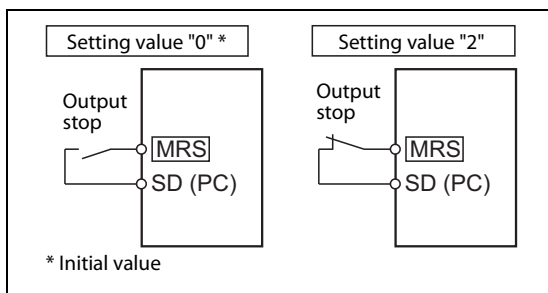 Setting value "0" *
Setting value "2"
Output
stop
MRS
SD (PC)
Output
stop
MRS
SD (PC)
* Initial value